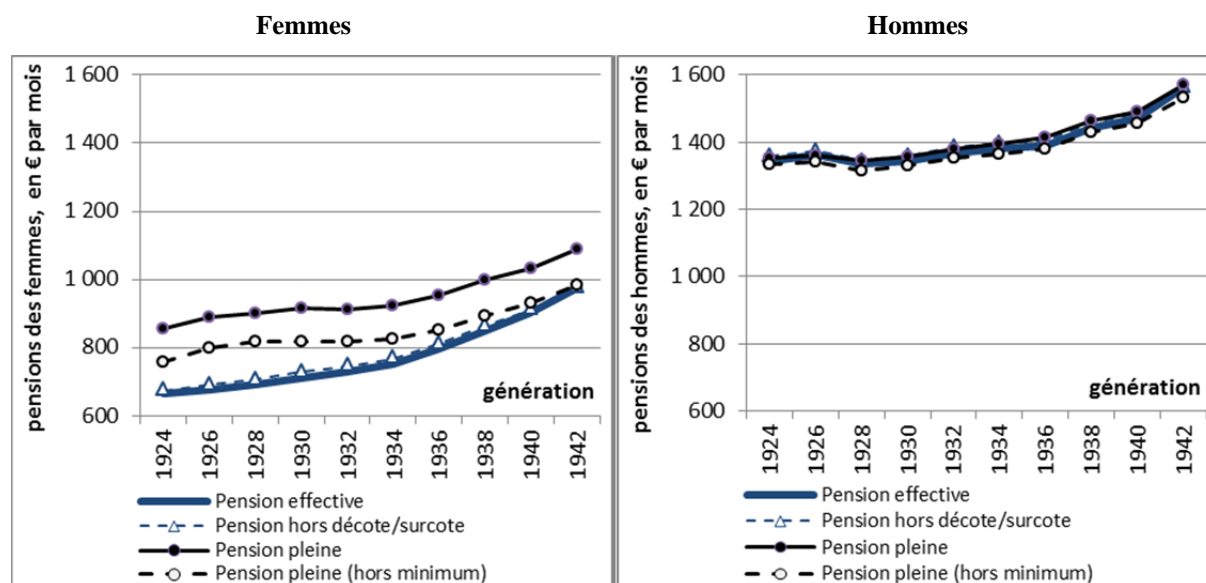 Femmes
pensions des femmes, en € par mois
1 600
1 400
1 200
1 000
800
600
génération
1924 1926 1928 1930 1932 1934 1936 1938 1940 1942
Pension effective
Pension hors décote/surcote
Pension pleine
Pension pleine (hors minimum)
Hommes
pensions des hommes, en € par mois
1 600
1 400
1 200
1 000
800
600
génération
1924 1926 1928 1930 1932 1934 1936 1938 1940 1942
Pension effective
Pension hors décote/surcote
Pension pleine
Pension pleine (hors minimum)